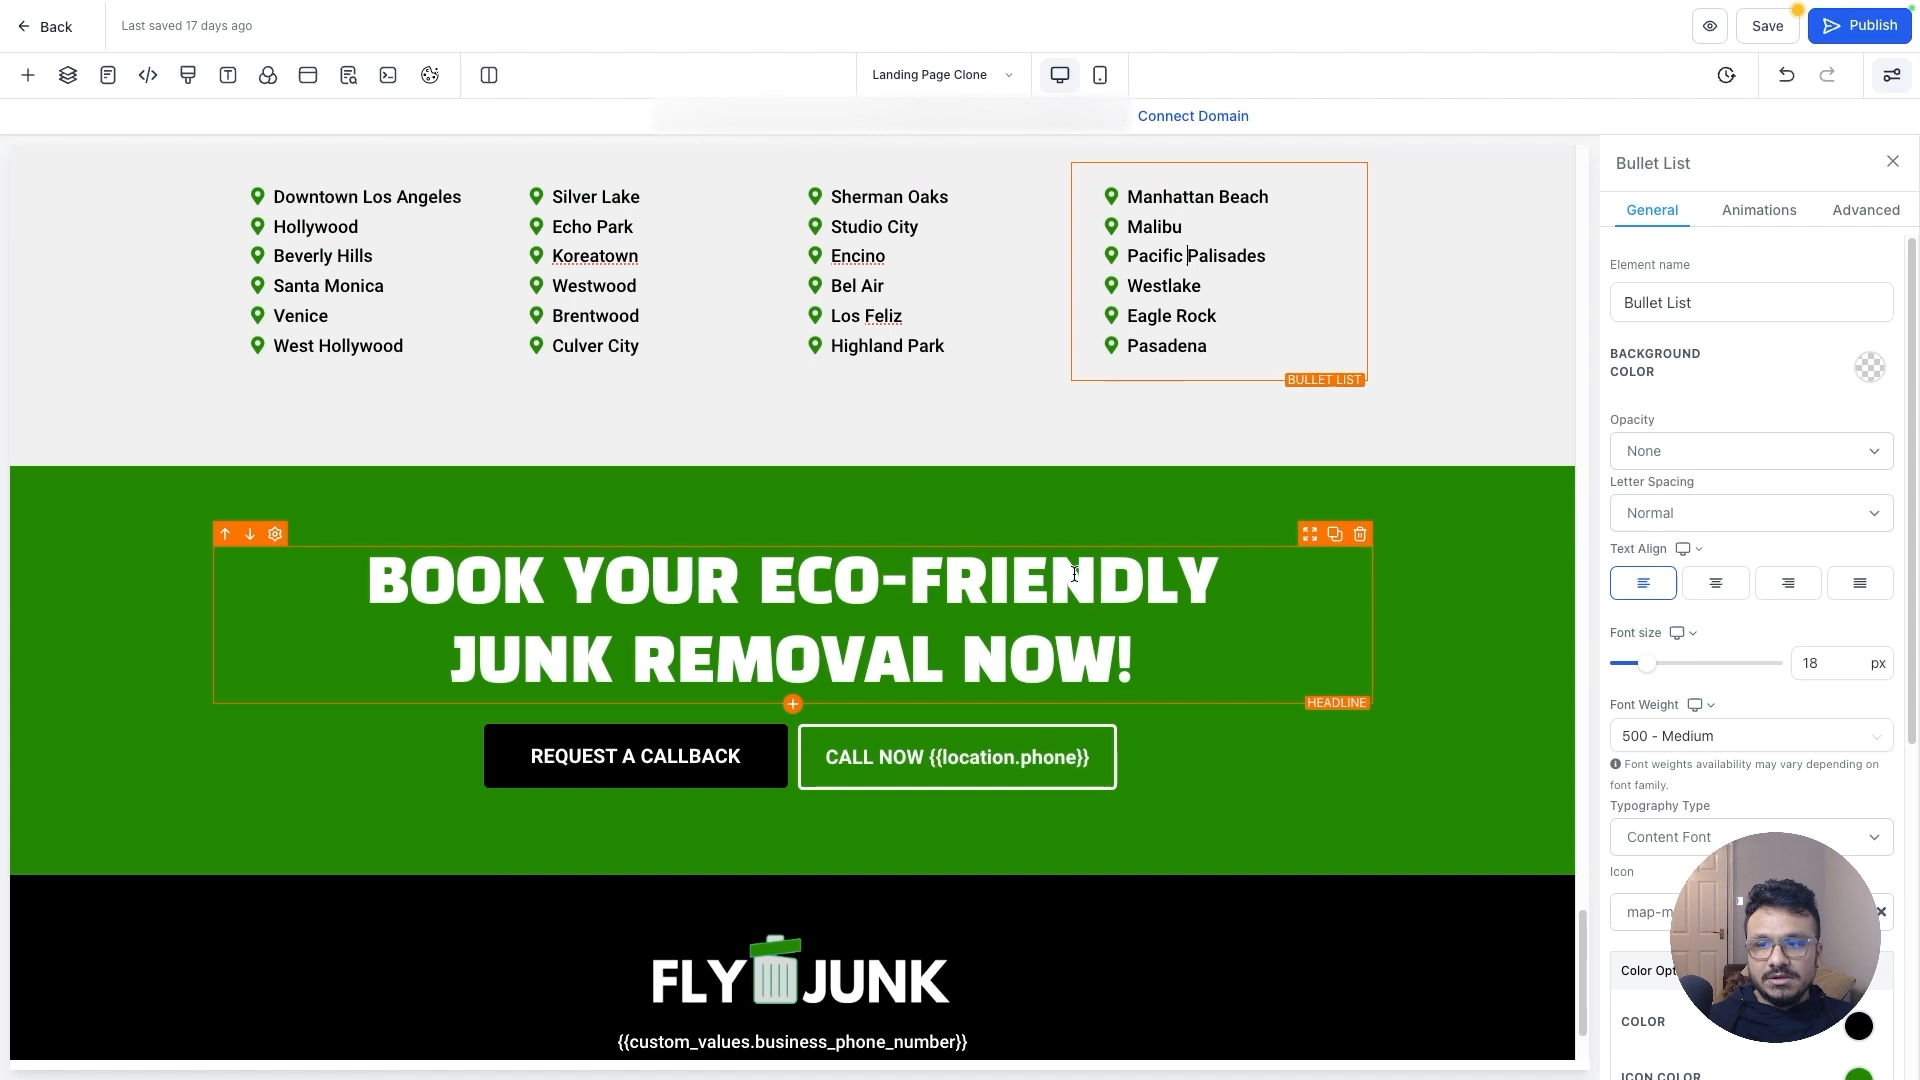 Back
Last saved 17 days ago
Save
Publish
Landing Page Clone
Connect Domain
Downtown Los Angeles
Hollywood
Beverly Hills
Santa Monica
Venice
West Hollywood
Silver Lake
Echo Park
Koreatown
Westwood
Brentwood
Culver City
Sherman Oaks
Studio City
Encino
Bel Air
Los Feliz
Highland Park
Manhattan Beach
Malibu
Pacific Palisades
Westlake
Eagle Rock
Pasadena
BULLET LIST
BOOK YOUR ECO-FRIENDLY
JUNK REMOVAL NOW!
HEADLINE
REQUEST A CALLBACK
CALL NOW {{location.phone}}
FLY JUNK
{{custom_values.business_phone_number}}
Bullet List
General
Animations
Advanced
Element name
Bullet List
BACKGROUND
COLOR
Opacity
None
Letter Spacing
Normal
Text Align
Font size
18
px
Font Weight
500 - Medium
Font weights availability may vary depending on
font family.
Typography Type
Content Font
Icon
map-m
Color Opt
COLOR
ICON COLOR